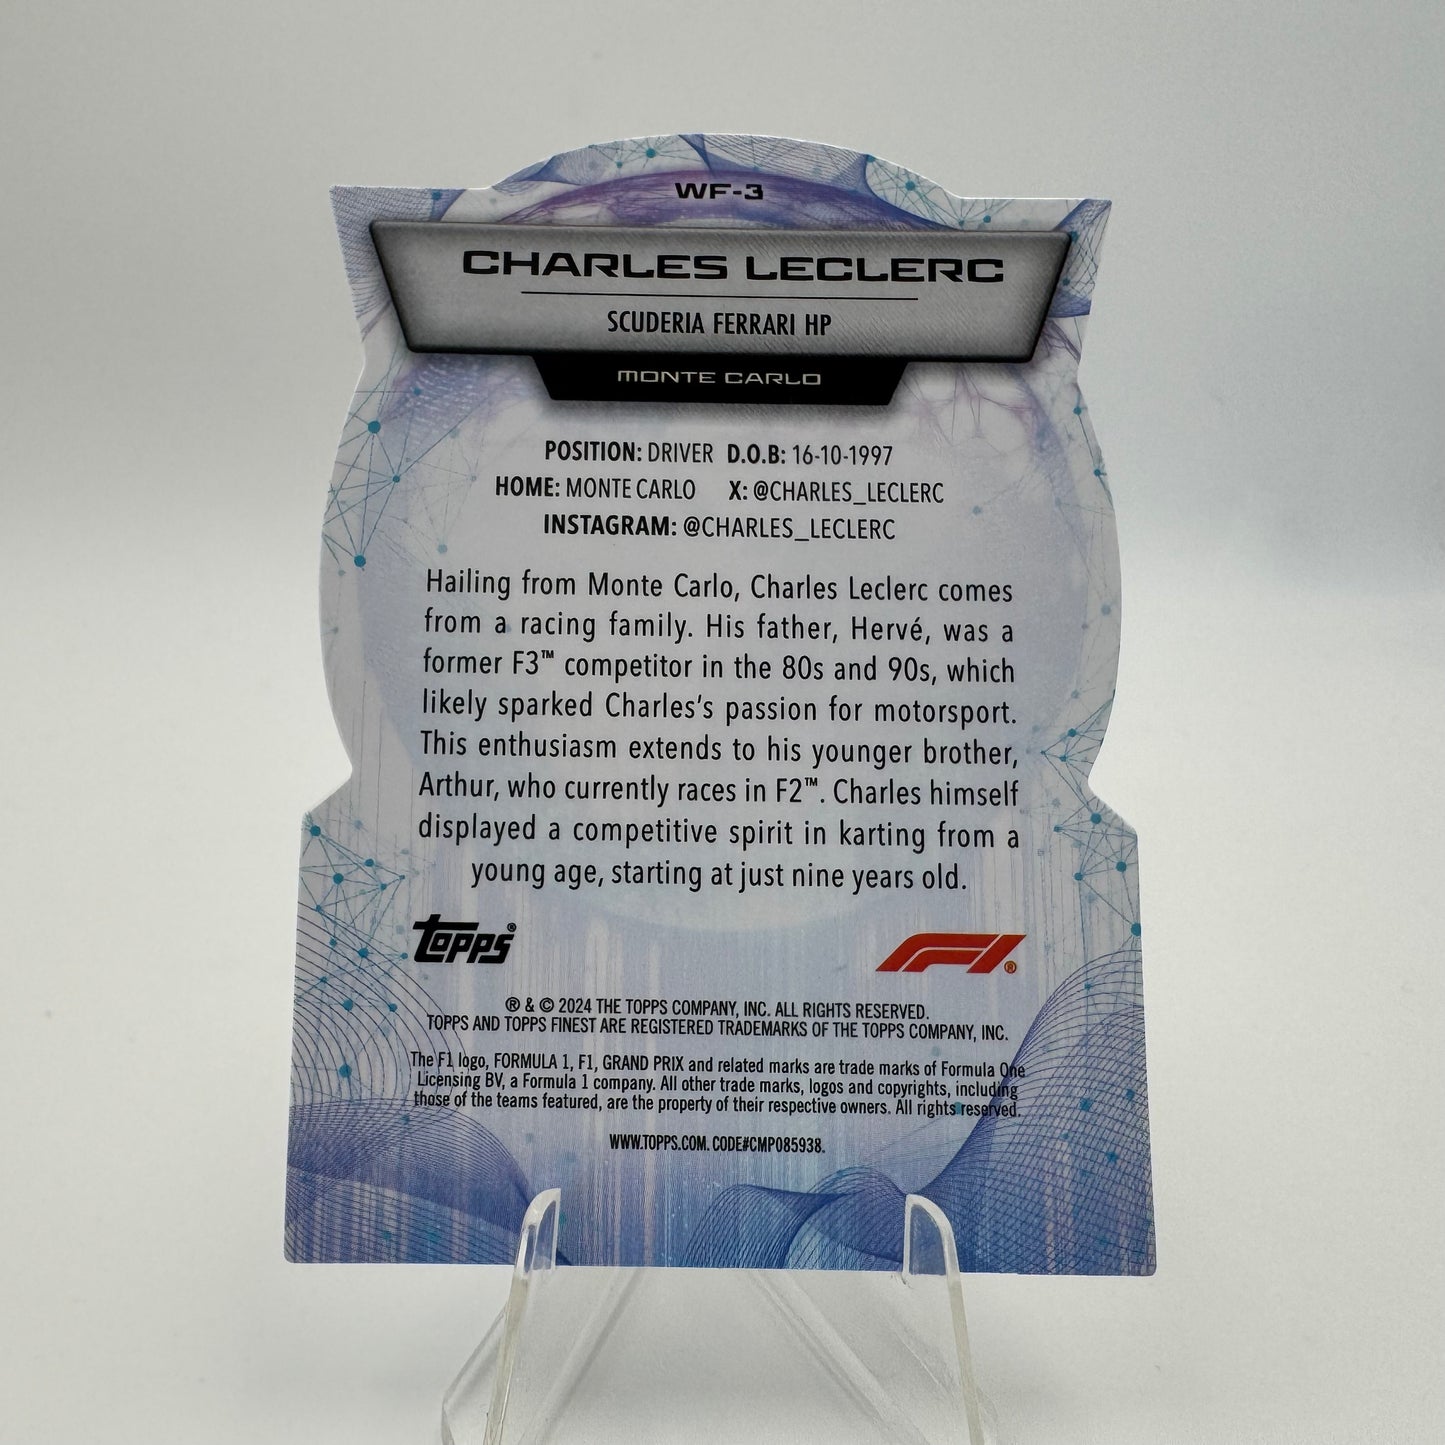 WF-3
CHARLES LECLERC
SCUDERIA FERRARI HP
MONTE CARLO
POSITION: DRIVER D.O.B: 16-10-1997
HOME: MONTE CARLO X: @CHARLES_LECLERC
INSTAGRAM: @CHARLES_LECLERC
Hailing from Monte Carlo, Charles Leclerc comes
from a racing family. His father, Hervé, was a
former F3™ competitor in the 80s and 90s, which
likely sparked Charles's passion for motorsport.
This enthusiasm extends to his younger brother,
Arthur, who currently races in F2™. Charles himself
displayed a competitive spirit in karting from a
young age, starting at just nine years old.
topps®
F1®
® & © 2024 THE TOPPS COMPANY, INC. ALL RIGHTS RESERVED.
TOPPS AND TOPPS FINEST ARE REGISTERED TRADEMARKS OF THE TOPPS COMPANY, INC.
The F1 logo, FORMULA 1, F1, GRAND PRIX and related marks are trade marks of Formula One
Licensing BV, a Formula 1 company. All other trade marks, logos and copyrights, including
those of the teams featured, are the property of their respective owners. All rights reserved.
WWW.TOPPS.COM. CODE#CMP085938.